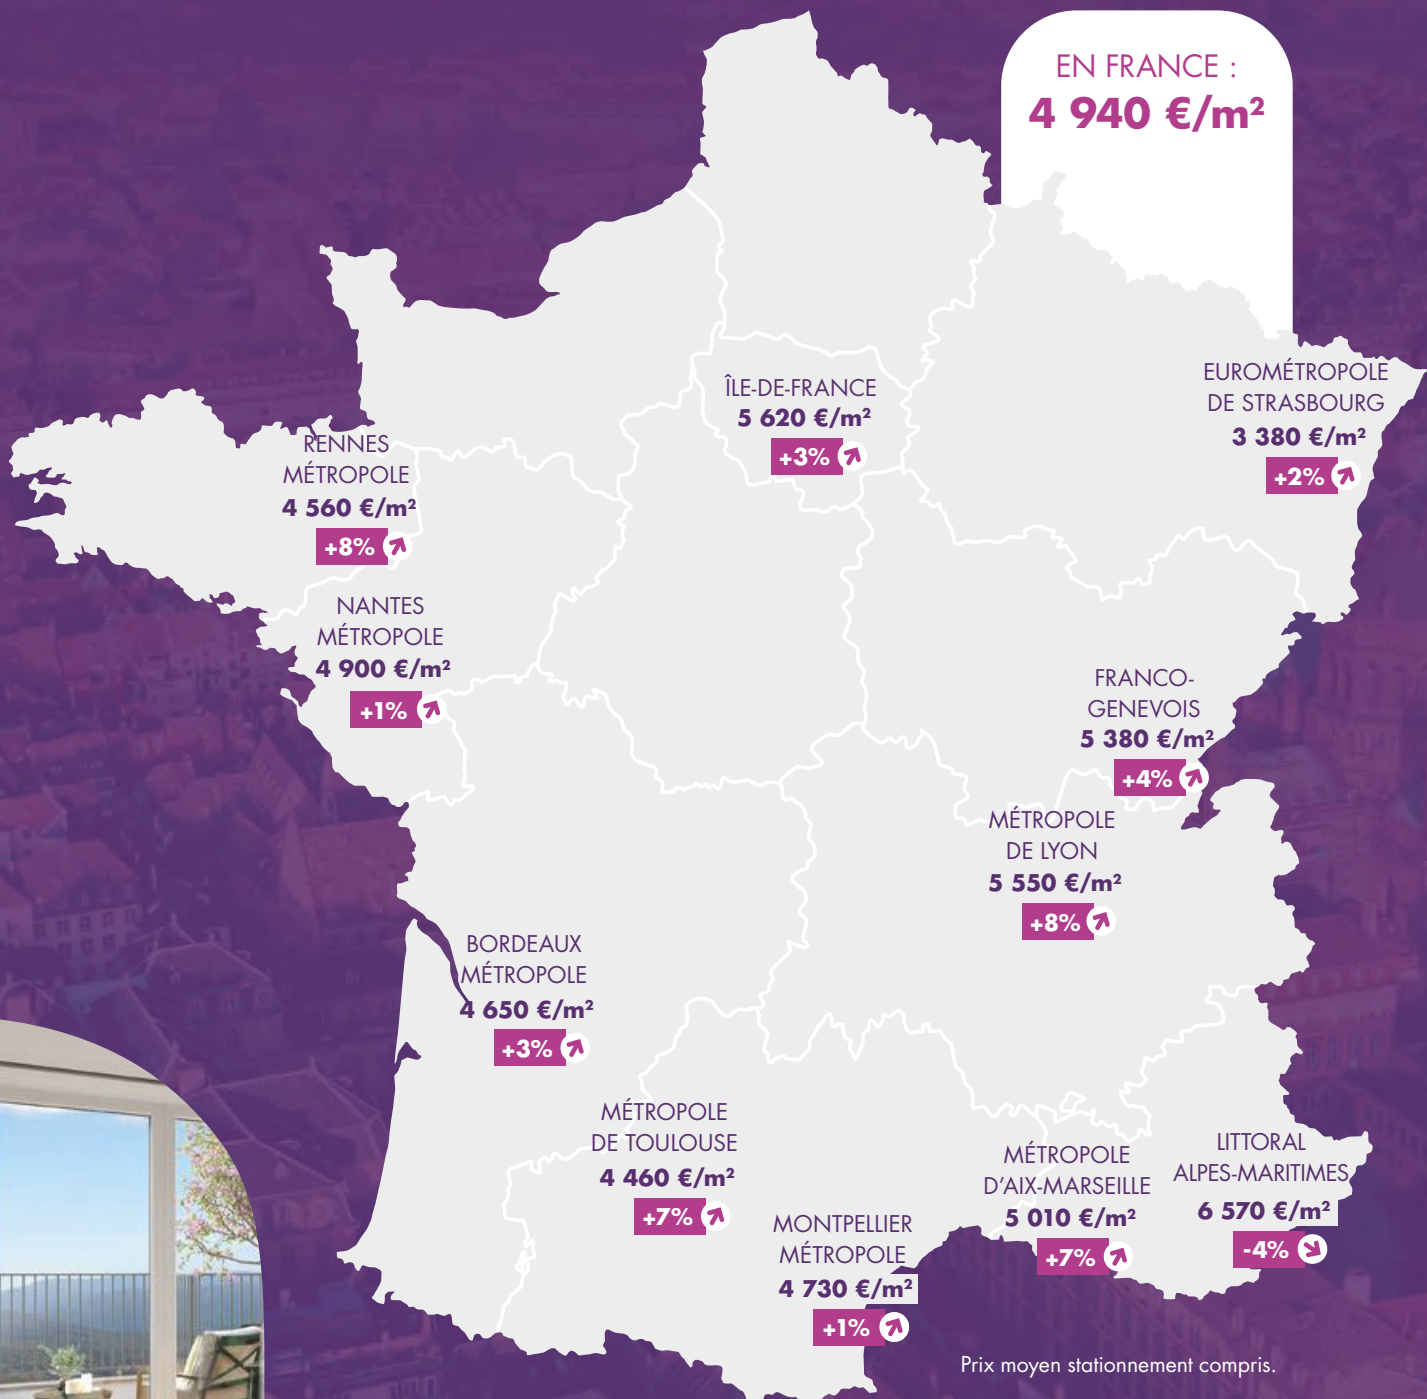 EN FRANCE :
4 940 €/m²
ÎLE-DE-FRANCE
5 620 €/m²
+3%
EUROMÉTROPOLE
DE STRASBOURG
3 380 €/m²
+2%
RENNES
MÉTROPOLE
4 560 €/m²
+8%
NANTES
MÉTROPOLE
4 900 €/m²
+1%
FRANCO-
GENEVOIS
5 380 €/m²
+4%
MÉTROPOLE
DE LYON
5 550 €/m²
+8%
BORDEAUX
MÉTROPOLE
4 650 €/m²
+3%
MÉTROPOLE
DE TOULOUSE
4 460 €/m²
+7%
MONTPELLIER
MÉTROPOLE
4 730 €/m²
+1%
MÉTROPOLE
D'AIX-MARSEILLE
5 010 €/m²
+7%
LITTORAL
ALPES-MARITIMES
6 570 €/m²
-4%
Prix moyen stationnement compris.